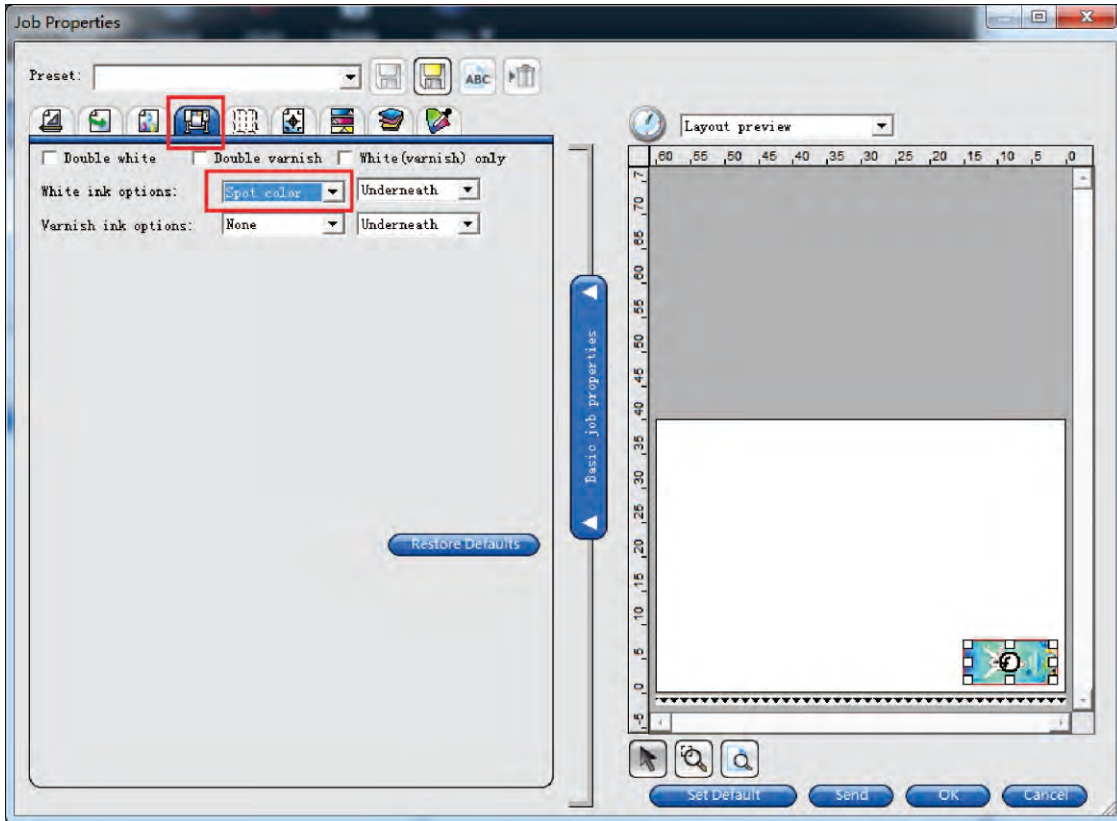 Job Properties
Preset:
ABC
Double white Double varnish White(varnish) only
White ink options: Spot color Underneath
Varnish ink options: None Underneath
Restore Defaults
Basic job properties
Layout preview
60 55 50 45 40 35 30 25 20 15 10 5 0
7
70
65
60
55
50
45
40
35
30
25
20
15
10
5
0
-5
Set Default Send OK Cancel